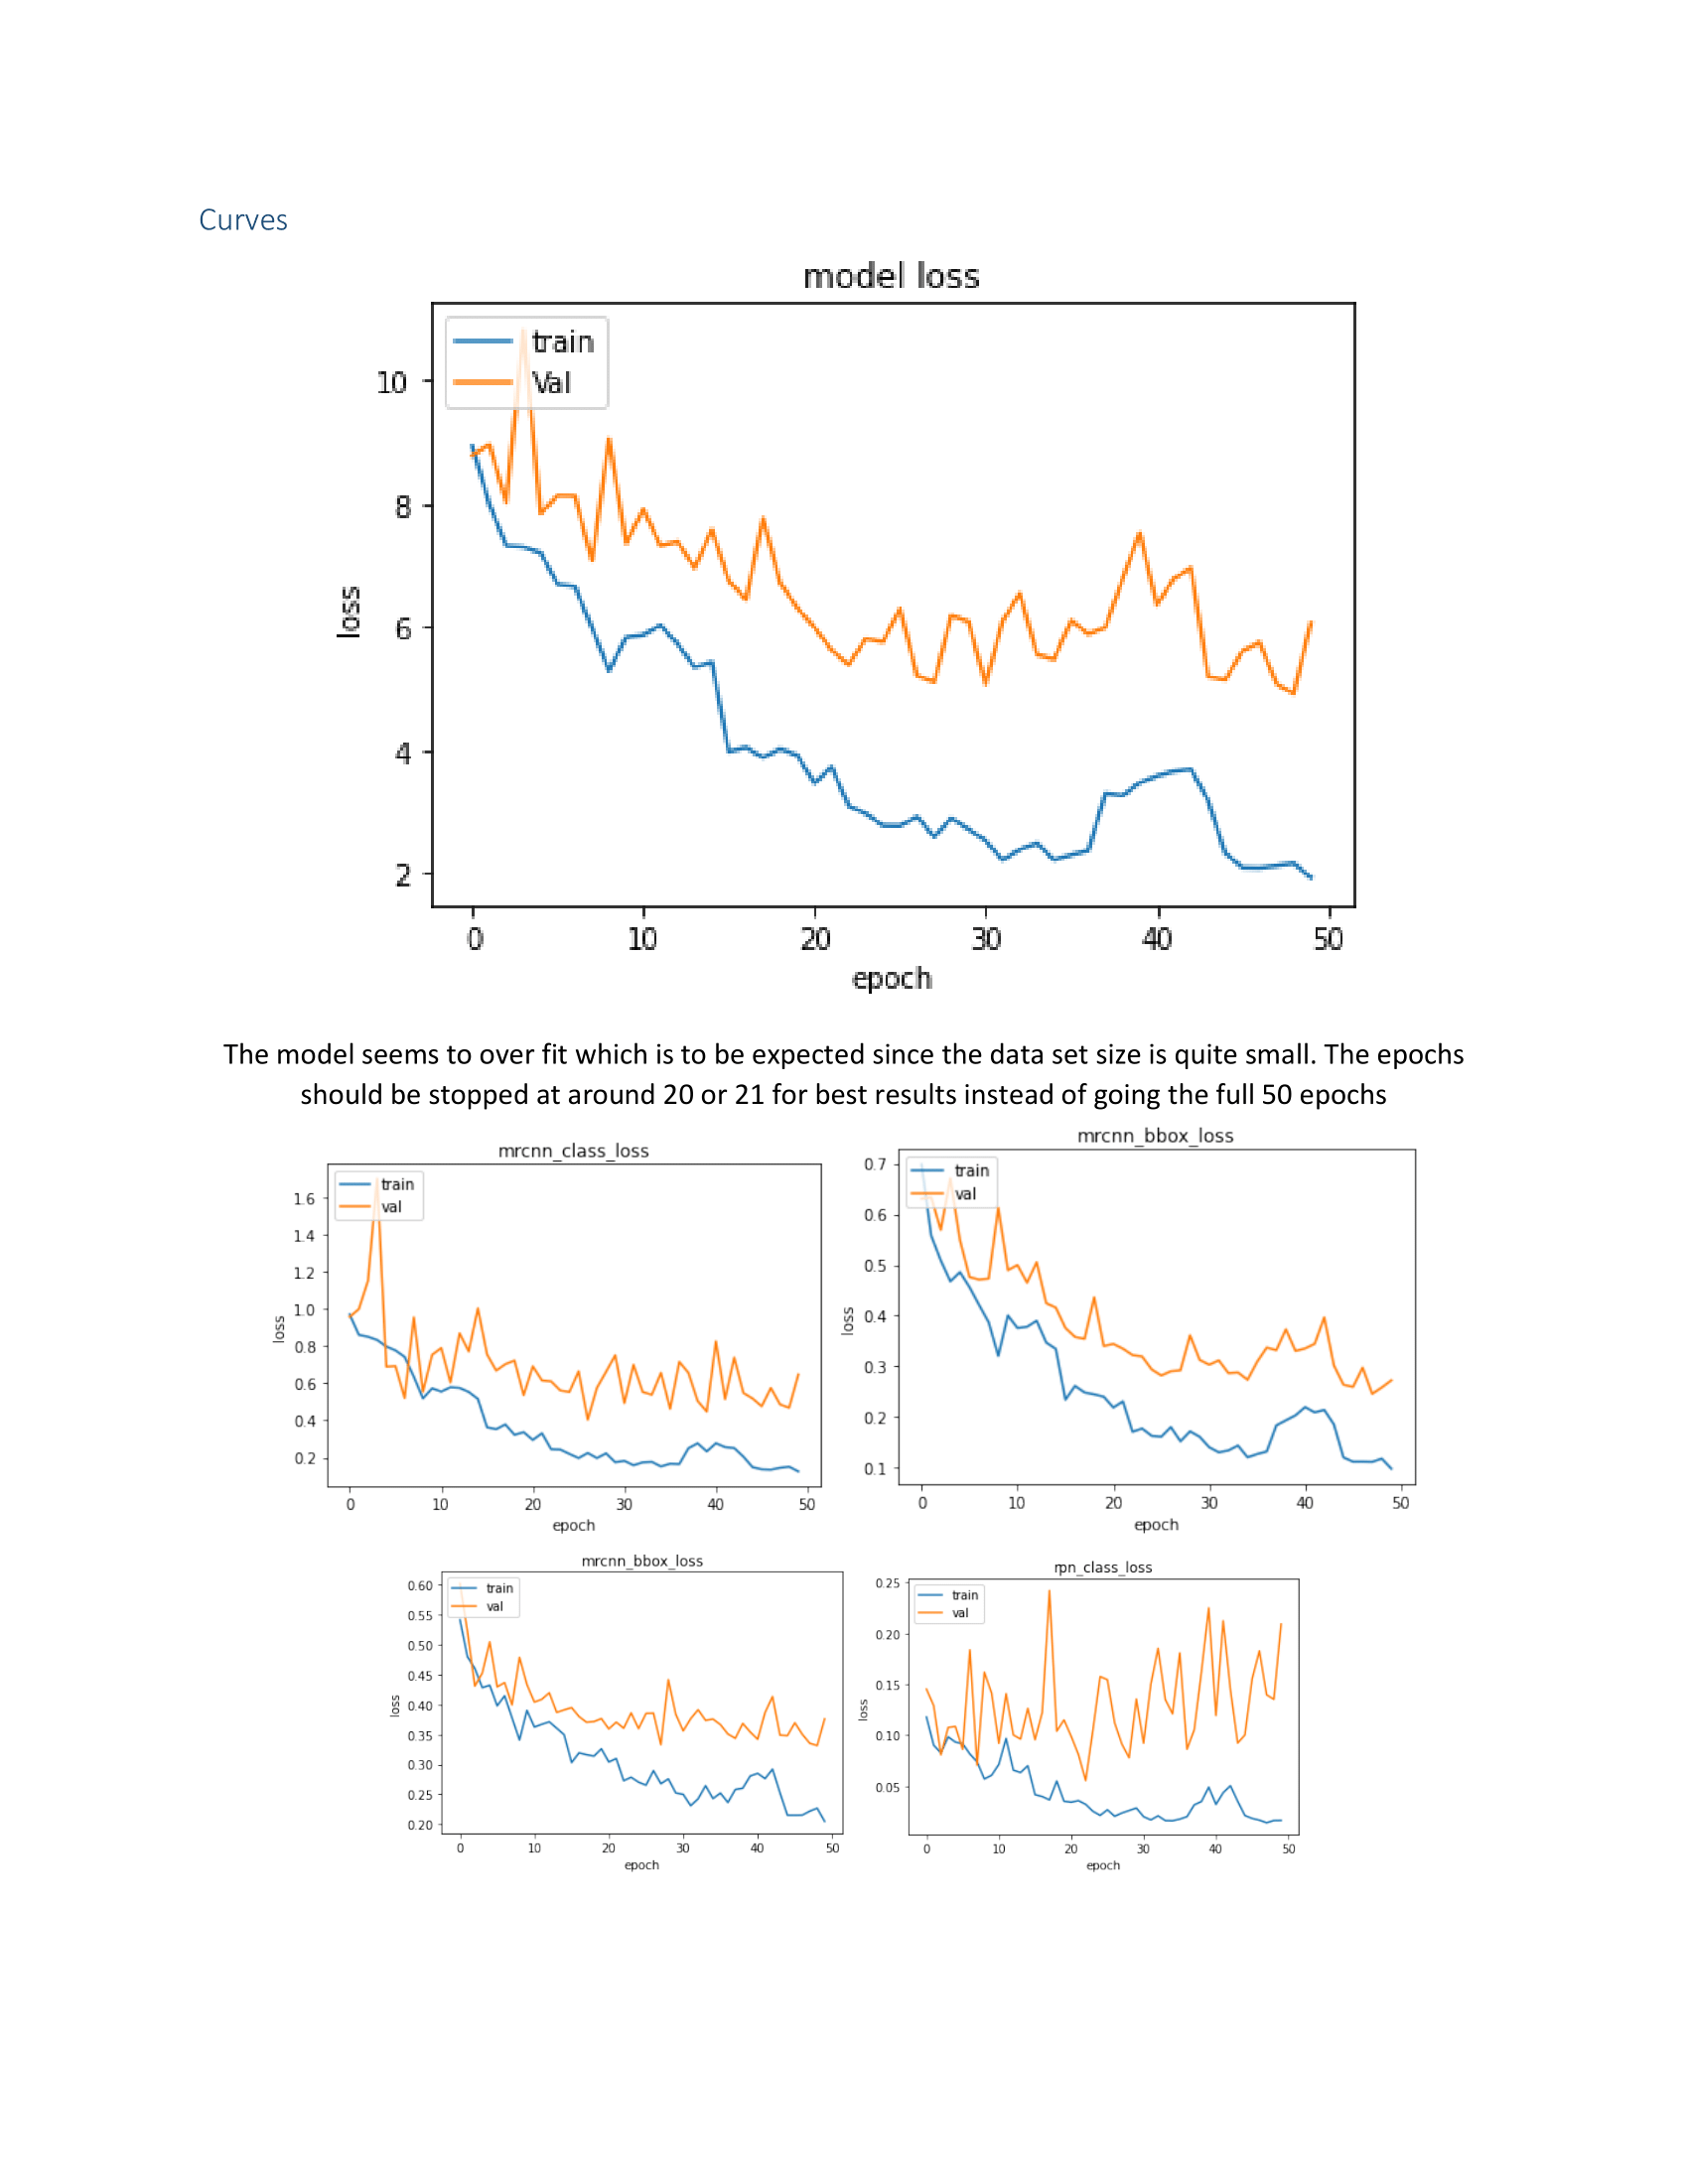 Curves
model loss
train
Val
10
8
6
4
2
loss
0 10 20 30 40 50
epoch
The model seems to over fit which is to be expected since the data set size is quite small. The epochs
should be stopped at around 20 or 21 for best results instead of going the full 50 epochs
mrcnn_class_loss
train
val
1.6
1.4
1.2
1.0
0.8
0.6
0.4
0.2
loss
0 10 20 30 40 50
epoch
mrcnn_bbox_loss
train
val
0.7
0.6
0.5
0.4
0.3
0.2
0.1
loss
0 10 20 30 40 50
epoch
mrcnn_bbox_loss
train
val
0.60
0.55
0.50
0.45
0.40
0.35
0.30
0.25
0.20
loss
0 10 20 30 40 50
epoch
rpn_class_loss
train
val
0.25
0.20
0.15
0.10
0.05
loss
0 10 20 30 40 50
epoch